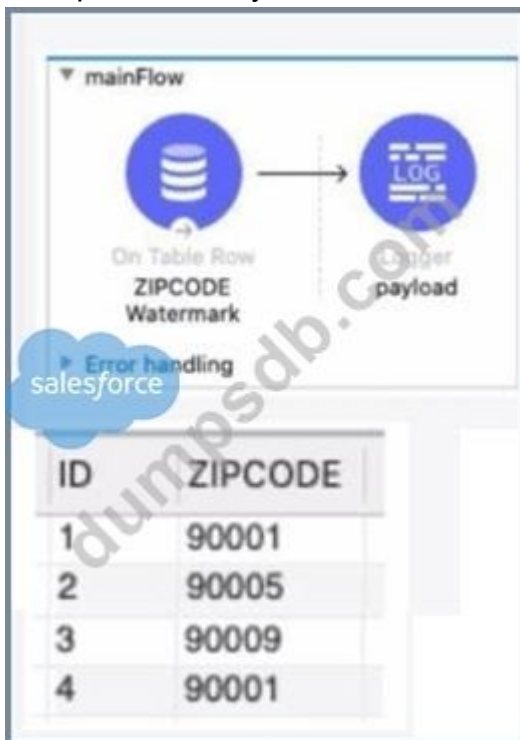 ▼ mainFlow
LOG
On Table Row
Logger
ZIPCODE
payload
Watermark
Error handling
salesforce
dumpsdb.com
ID ZIPCODE
1 90001
2 90005
3 90009
4 90001